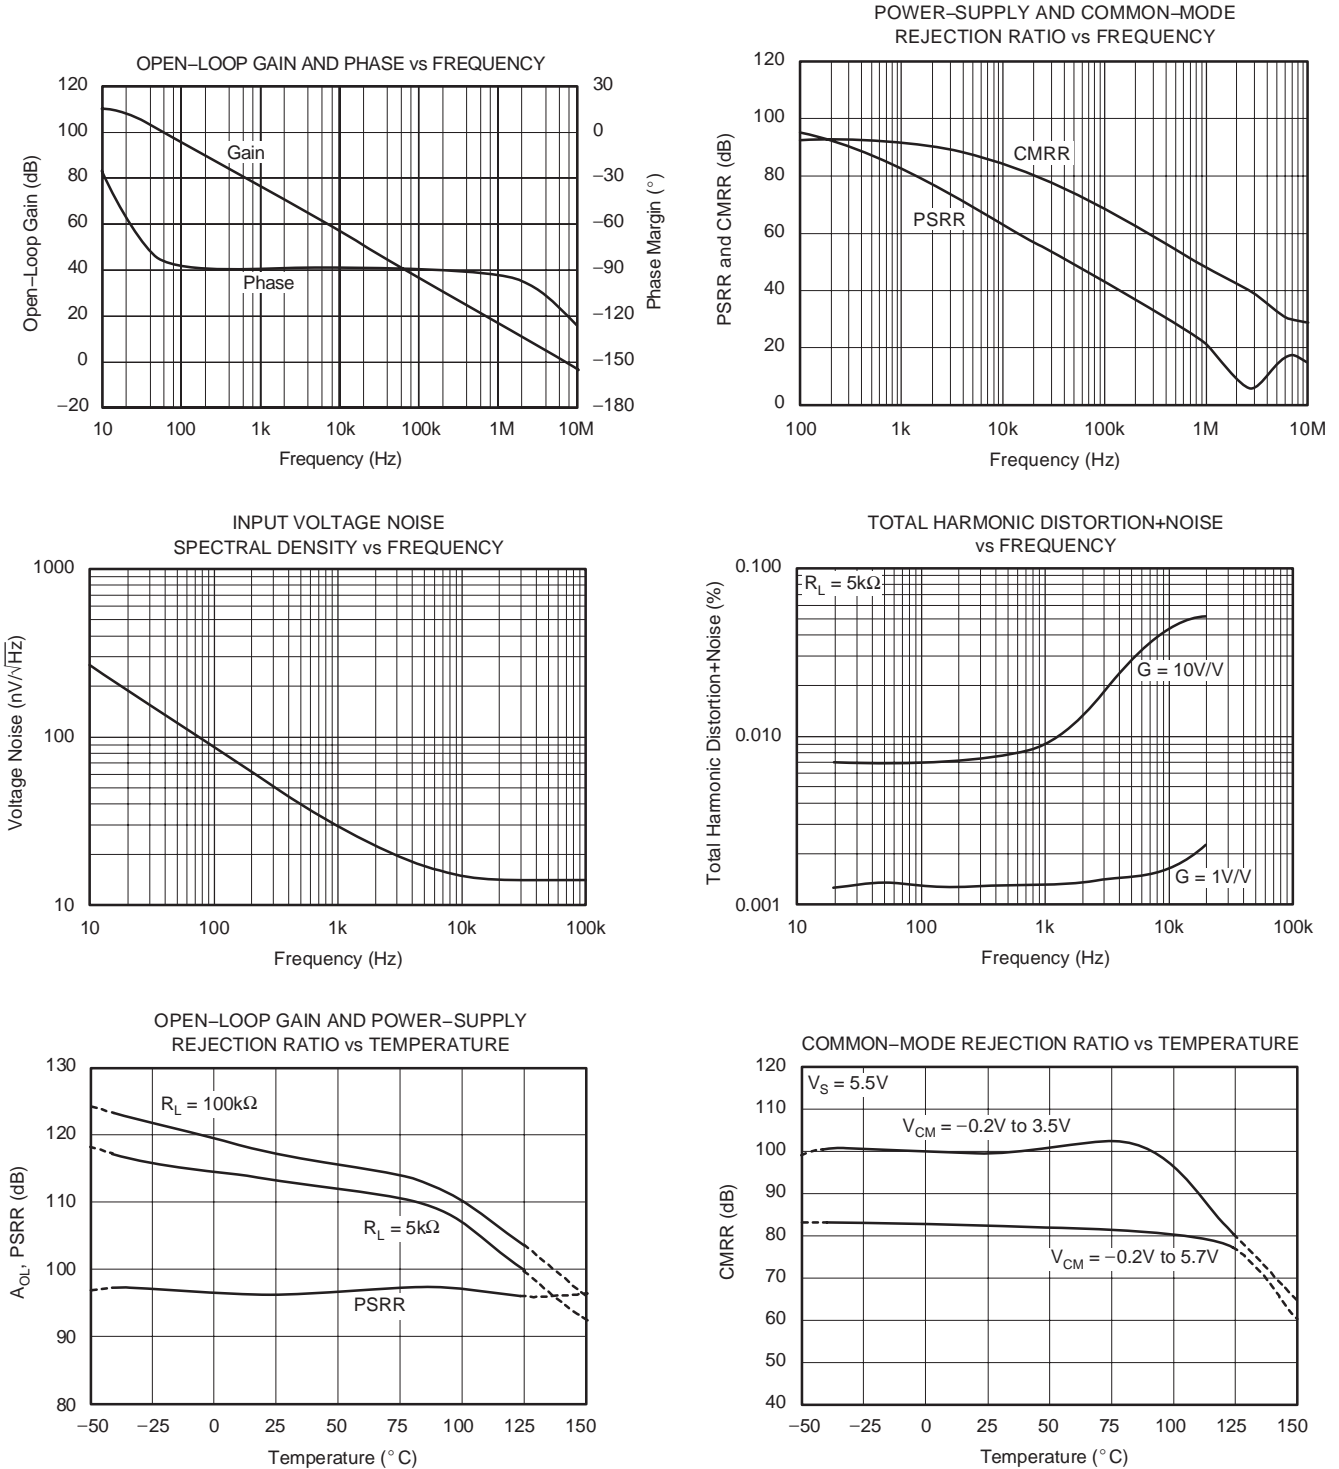 OPEN–LOOP GAIN AND PHASE vs FREQUENCY
120
100
80
60
40
20
0
–20
Open–Loop Gain (dB)
30
0
–30
–60
–90
–120
–150
–180
Phase Margin (°)
Gain
Phase
10 100 1k 10k 100k 1M 10M
Frequency (Hz)
POWER–SUPPLY AND COMMON–MODE
REJECTION RATIO vs FREQUENCY
120
100
80
60
40
20
0
PSRR and CMRR (dB)
CMRR
PSRR
100 1k 10k 100k 1M 10M
Frequency (Hz)
INPUT VOLTAGE NOISE
SPECTRAL DENSITY vs FREQUENCY
1000
100
10
Voltage Noise (nV/√Hz)
10 100 1k 10k 100k
Frequency (Hz)
TOTAL HARMONIC DISTORTION+NOISE
vs FREQUENCY
0.100
0.010
0.001
Total Harmonic Distortion+Noise (%)
R_L = 5kΩ
G = 10V/V
G = 1V/V
10 100 1k 10k 100k
Frequency (Hz)
OPEN–LOOP GAIN AND POWER–SUPPLY
REJECTION RATIO vs TEMPERATURE
130
120
110
100
90
80
A_OL, PSRR (dB)
R_L = 100kΩ
R_L = 5kΩ
PSRR
–50 –25 0 25 50 75 100 125 150
Temperature (°C)
COMMON–MODE REJECTION RATIO vs TEMPERATURE
120
110
100
90
80
70
60
50
40
CMRR (dB)
V_S = 5.5V
V_CM = –0.2V to 3.5V
V_CM = –0.2V to 5.7V
–50 –25 0 25 50 75 100 125 150
Temperature (°C)